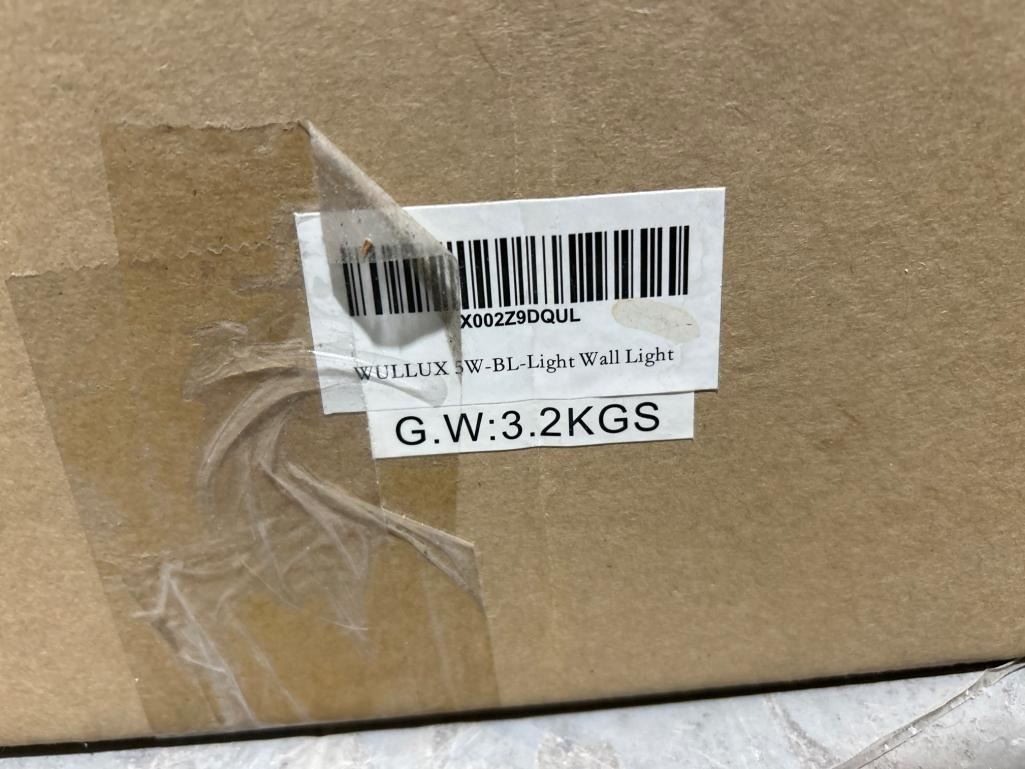 X002Z9DQUL
WULLUX 5W-BL-Light Wall Light
G.W:3.2KGS